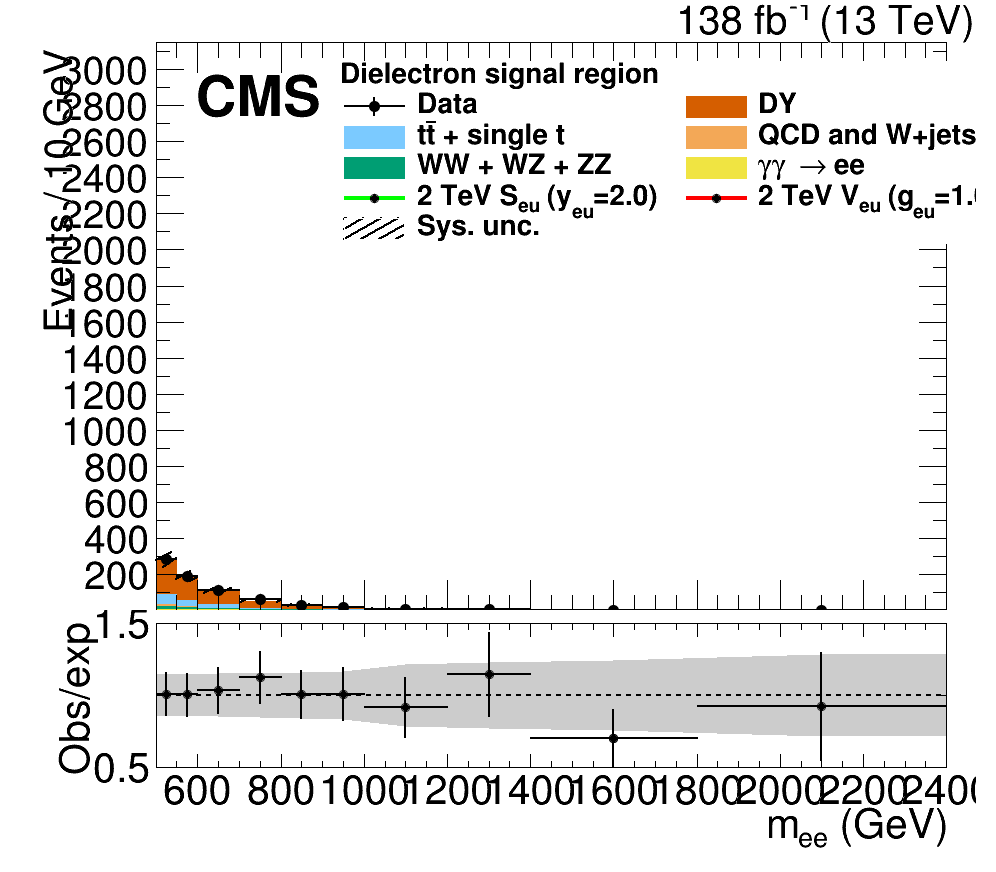 138 fb⁻¹ (13 TeV)
CMS
Dielectron signal region
Data
DY
tt̄ + single t
QCD and W+jets
WW + WZ + ZZ
γγ → ee
2 TeV S_eu (y_eu=2.0)
2 TeV V_eu (g_eu=1.0
Sys. unc.
Events / 10 GeV
3000
2800
2600
2400
2200
2000
1800
1600
1400
1200
1000
800
600
400
200
Obs/exp
1.5
0.5
600 800 1000 1200 1400 1600 1800 2000 2200 2400
m_ee (GeV)